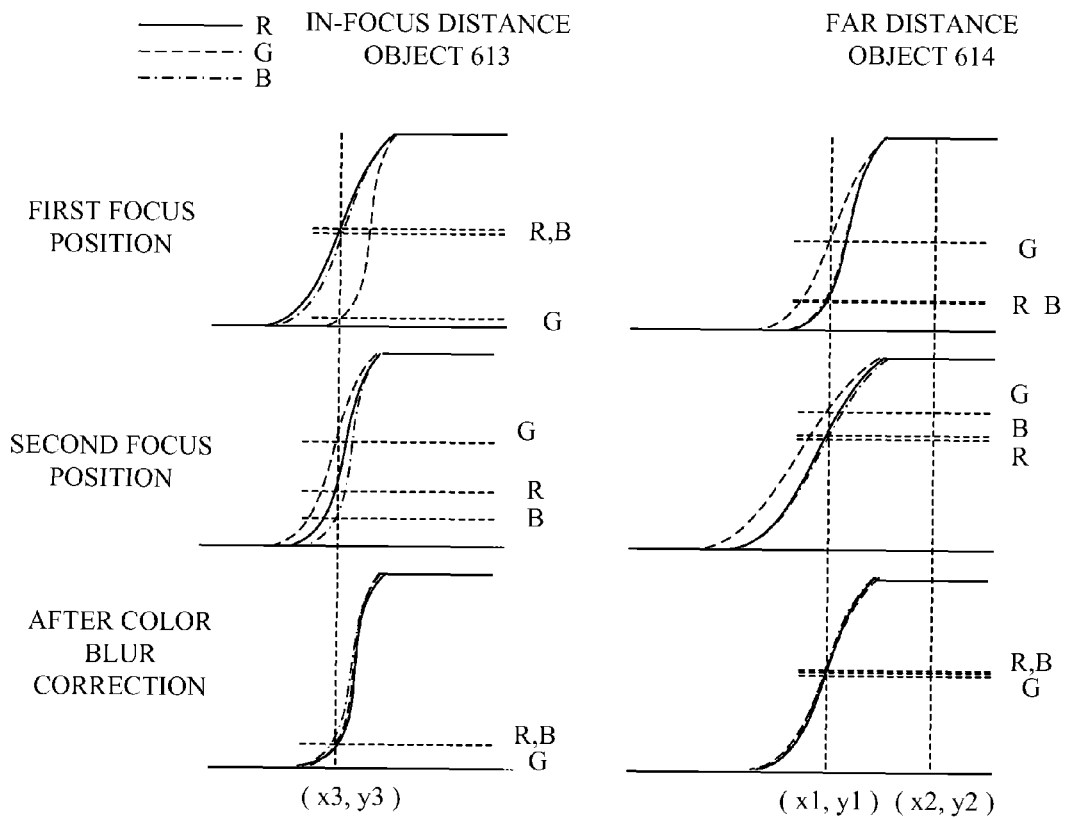 R
G
B
IN-FOCUS DISTANCE
OBJECT 613
FAR DISTANCE
OBJECT 614
FIRST FOCUS
POSITION
R,B
G
G
R B
SECOND FOCUS
POSITION
G
R
B
G
B
R
AFTER COLOR
BLUR
CORRECTION
R,B
G
R,B
G
( x3, y3 )
( x1, y1 )
( x2, y2 )